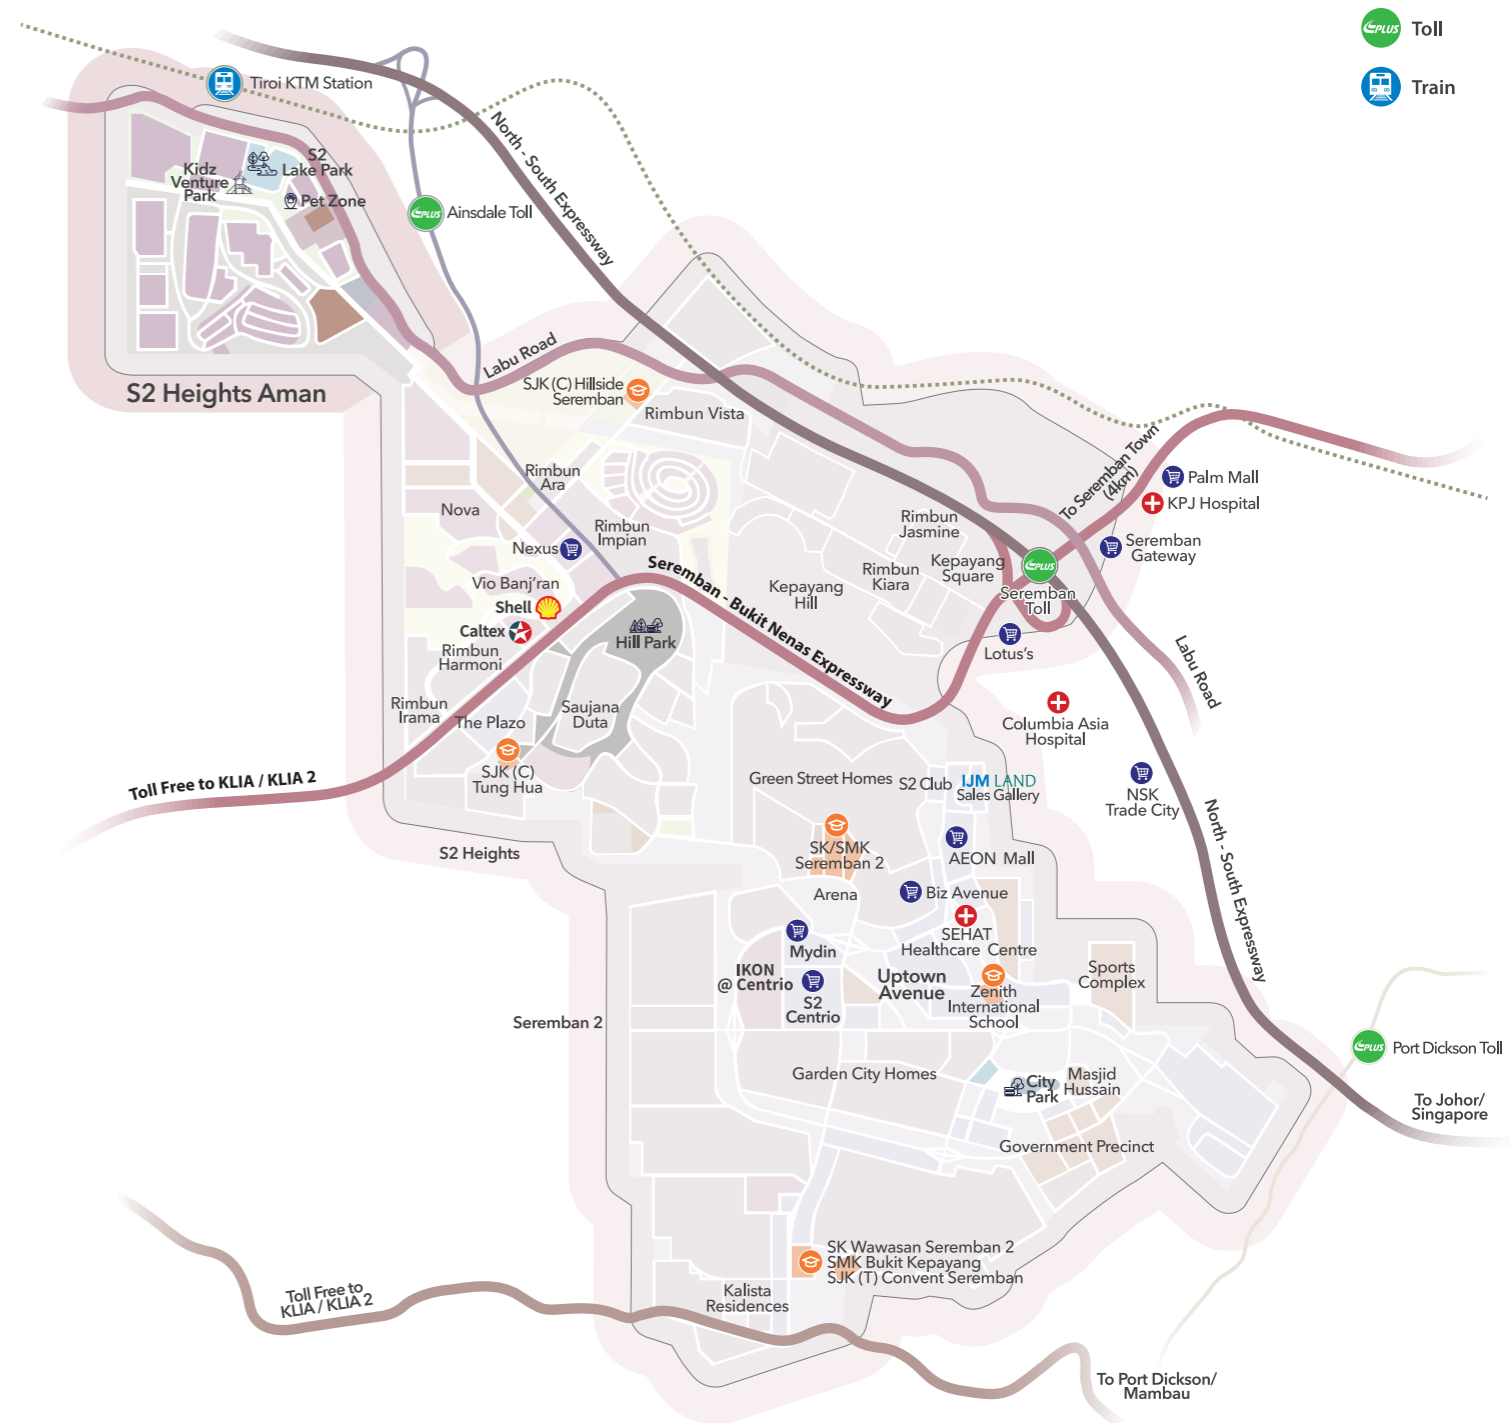 PLUS
Toll
Train
Tiroi KTM Station
North - South Expressway
S2
Lake Park
Kidz
Venture
Park
Pet Zone
PLUS
Ainsdale Toll
S2 Heights Aman
Labu Road
SJK (C) Hillside
Seremban
Rimbun Vista
Rimbun
Ara
Nova
Rimbun
Impian
Nexus
Vio Banj'ran
Shell
Caltex
Rimbun
Harmoni
Hill Park
Rimbun
Irama
The Plazo
Saujana
Duta
SJK (C)
Tung Hua
Toll Free to KLIA / KLIA 2
Seremban - Bukit Nenas Expressway
Kepayang
Hill
Rimbun
Kiara
Rimbun
Jasmine
Kepayang
Square
PLUS
Seremban
Toll
To Seremban Town
(4km)
Palm Mall
KPJ Hospital
Seremban
Gateway
Lotus's
Labu Road
Columbia Asia
Hospital
NSK
Trade City
North - South Expressway
Green Street Homes
S2 Club
IJM LAND
Sales Gallery
SK/SMK
Seremban 2
AEON Mall
S2 Heights
Arena
Biz Avenue
Mydin
SEHAT
Healthcare Centre
IKON
@ Centrio
S2
Centrio
Uptown
Avenue
Zenith
International
School
Sports
Complex
Seremban 2
Garden City Homes
City
Park
Masjid
Hussain
Government Precinct
PLUS
Port Dickson Toll
To Johor/
Singapore
SK Wawasan Seremban 2
SMK Bukit Kepayang
SJK (T) Convent Seremban
Kalista
Residences
Toll Free to
KLIA / KLIA 2
To Port Dickson/
Mambau